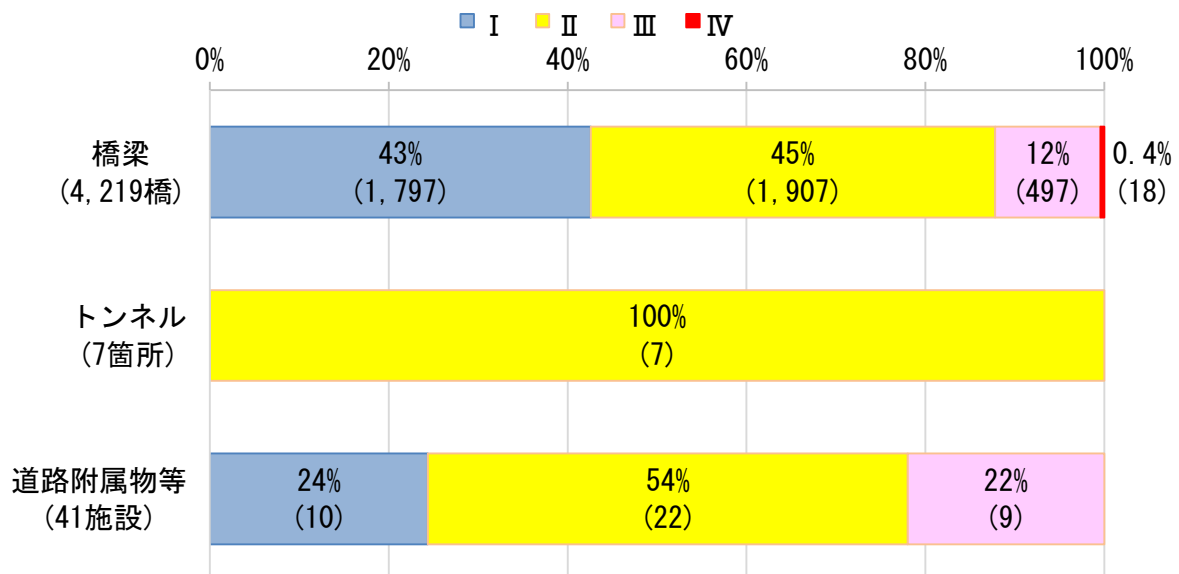 Ⅰ Ⅱ Ⅲ Ⅳ
0% 20% 40% 60% 80% 100%
橋梁
(4,219橋)
43%
(1,797)
45%
(1,907)
12%
(497)
0.4%
(18)
トンネル
(7箇所)
100%
(7)
道路附属物等
(41施設)
24%
(10)
54%
(22)
22%
(9)